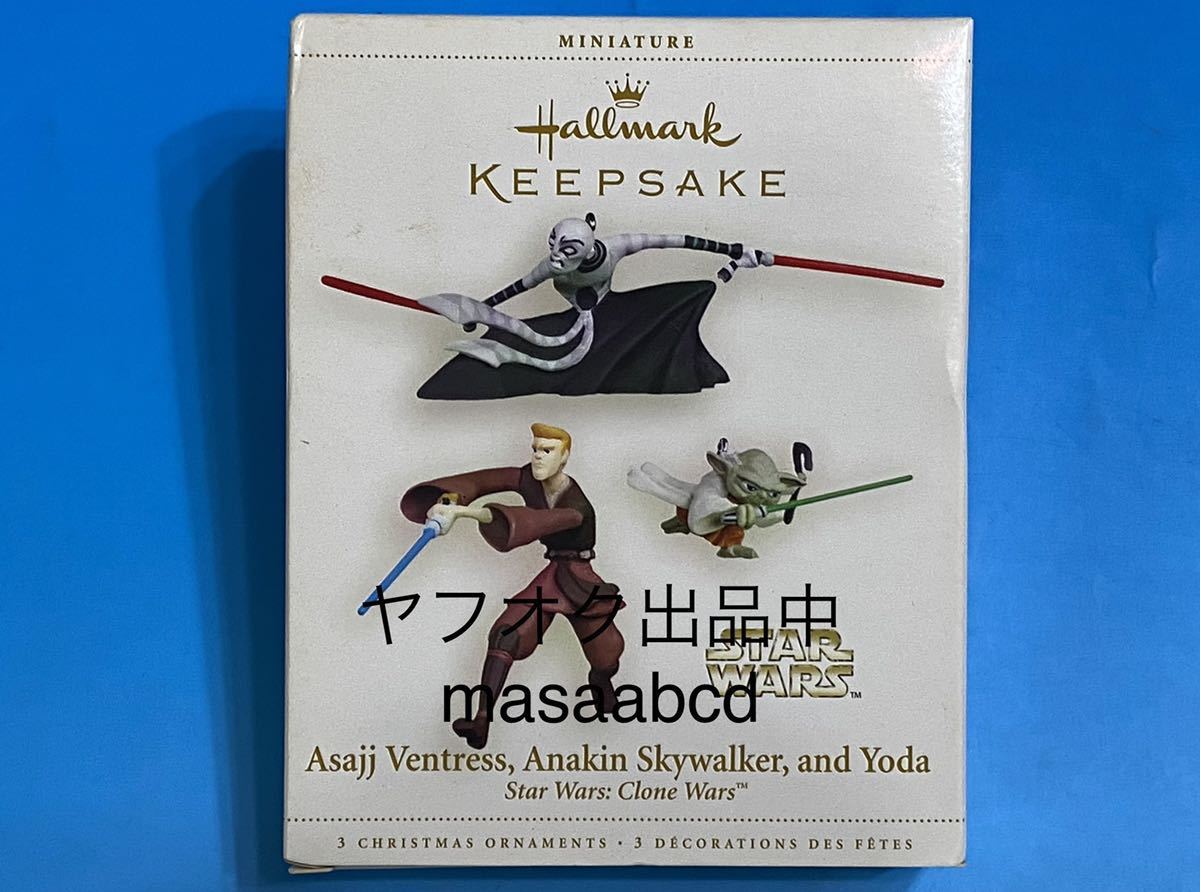 MINIATURE
Hallmark
KEEPSAKE
ヤフオク出品中
STAR
WARS™
masaabcd
Asajj Ventress, Anakin Skywalker, and Yoda
Star Wars: Clone Wars™
3 CHRISTMAS ORNAMENTS · 3 DÉCORATIONS DES FÊTES